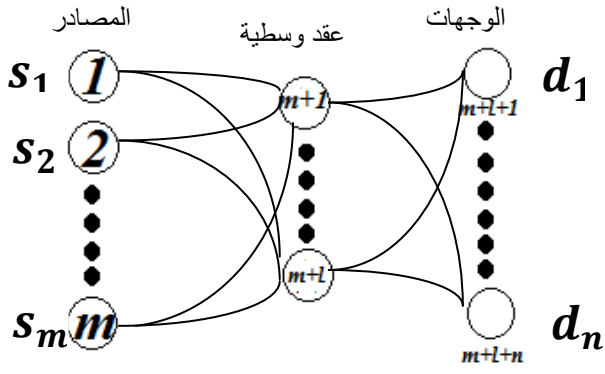 المصادر
عقد وسطية
الوجهات
s₁ 1
m+1
d₁
m+l+1
s₂ 2
m+l
sₘ m
dₙ
m+l+n